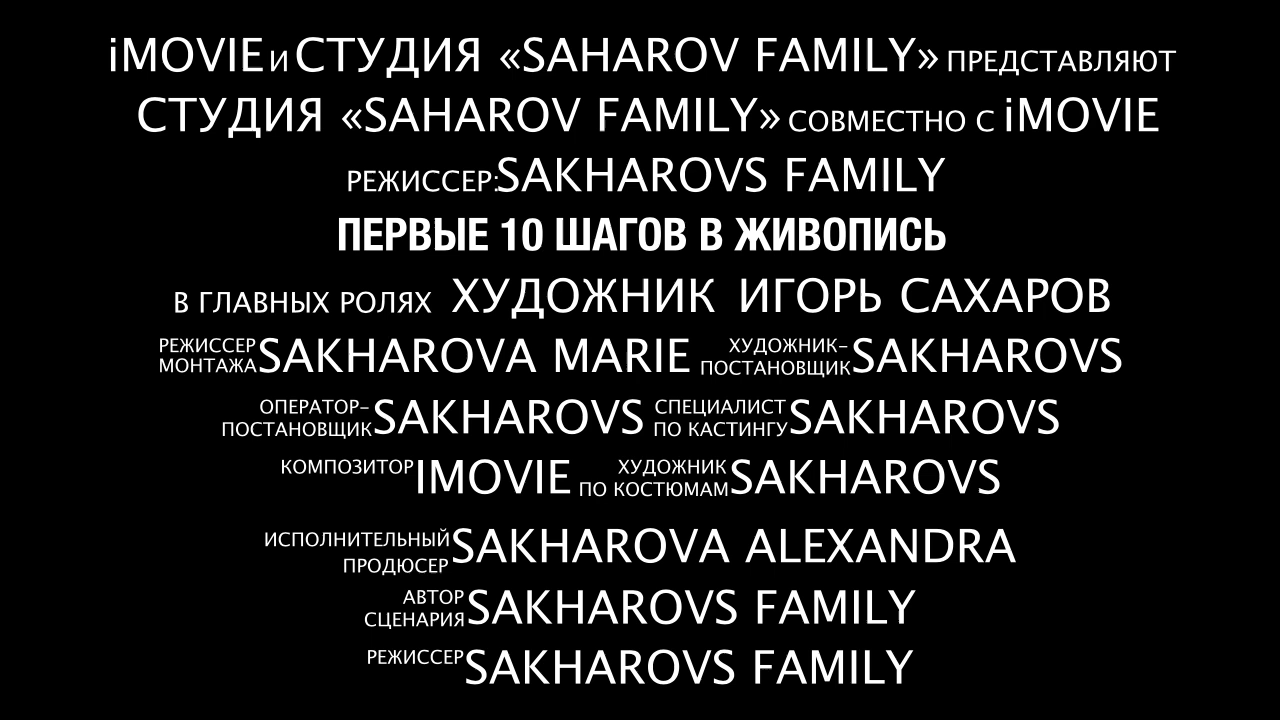 iMOVIE И СТУДИЯ «SAHAROV FAMILY» ПРЕДСТАВЛЯЮТ
СТУДИЯ «SAHAROV FAMILY» СОВМЕСТНО С iMOVIE
РЕЖИССЕР: SAKHAROVS FAMILY
ПЕРВЫЕ 10 ШАГОВ В ЖИВОПИСЬ
В ГЛАВНЫХ РОЛЯХ ХУДОЖНИК ИГОРЬ САХАРОВ
РЕЖИССЕР МОНТАЖА SAKHAROVA MARIE ХУДОЖНИК-ПОСТАНОВЩИК SAKHAROVS
ОПЕРАТОР-ПОСТАНОВЩИК SAKHAROVS СПЕЦИАЛИСТ ПО КАСТИНГУ SAKHAROVS
КОМПОЗИТОР IMOVIE ХУДОЖНИК ПО КОСТЮМАМ SAKHAROVS
ИСПОЛНИТЕЛЬНЫЙ ПРОДЮСЕР SAKHAROVA ALEXANDRA
АВТОР СЦЕНАРИЯ SAKHAROVS FAMILY
РЕЖИССЕР SAKHAROVS FAMILY